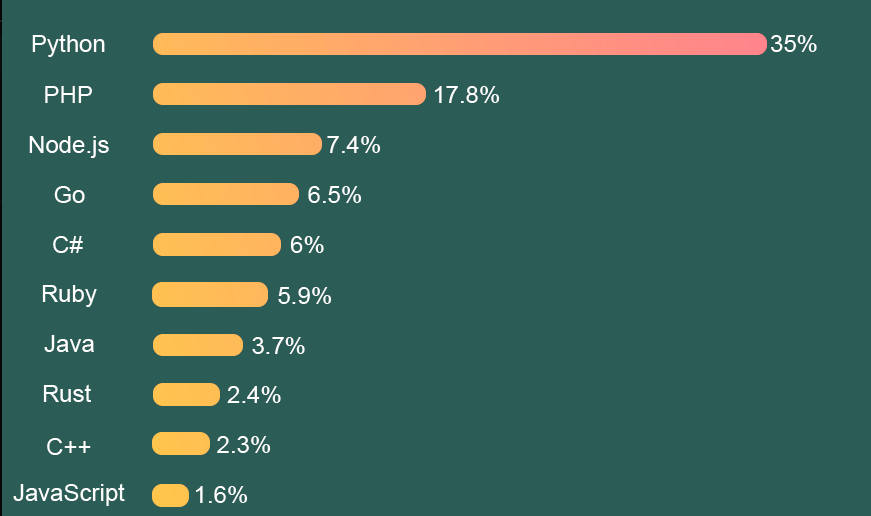 Python 35%
PHP 17.8%
Node.js 7.4%
Go 6.5%
C# 6%
Ruby 5.9%
Java 3.7%
Rust 2.4%
C++ 2.3%
JavaScript 1.6%